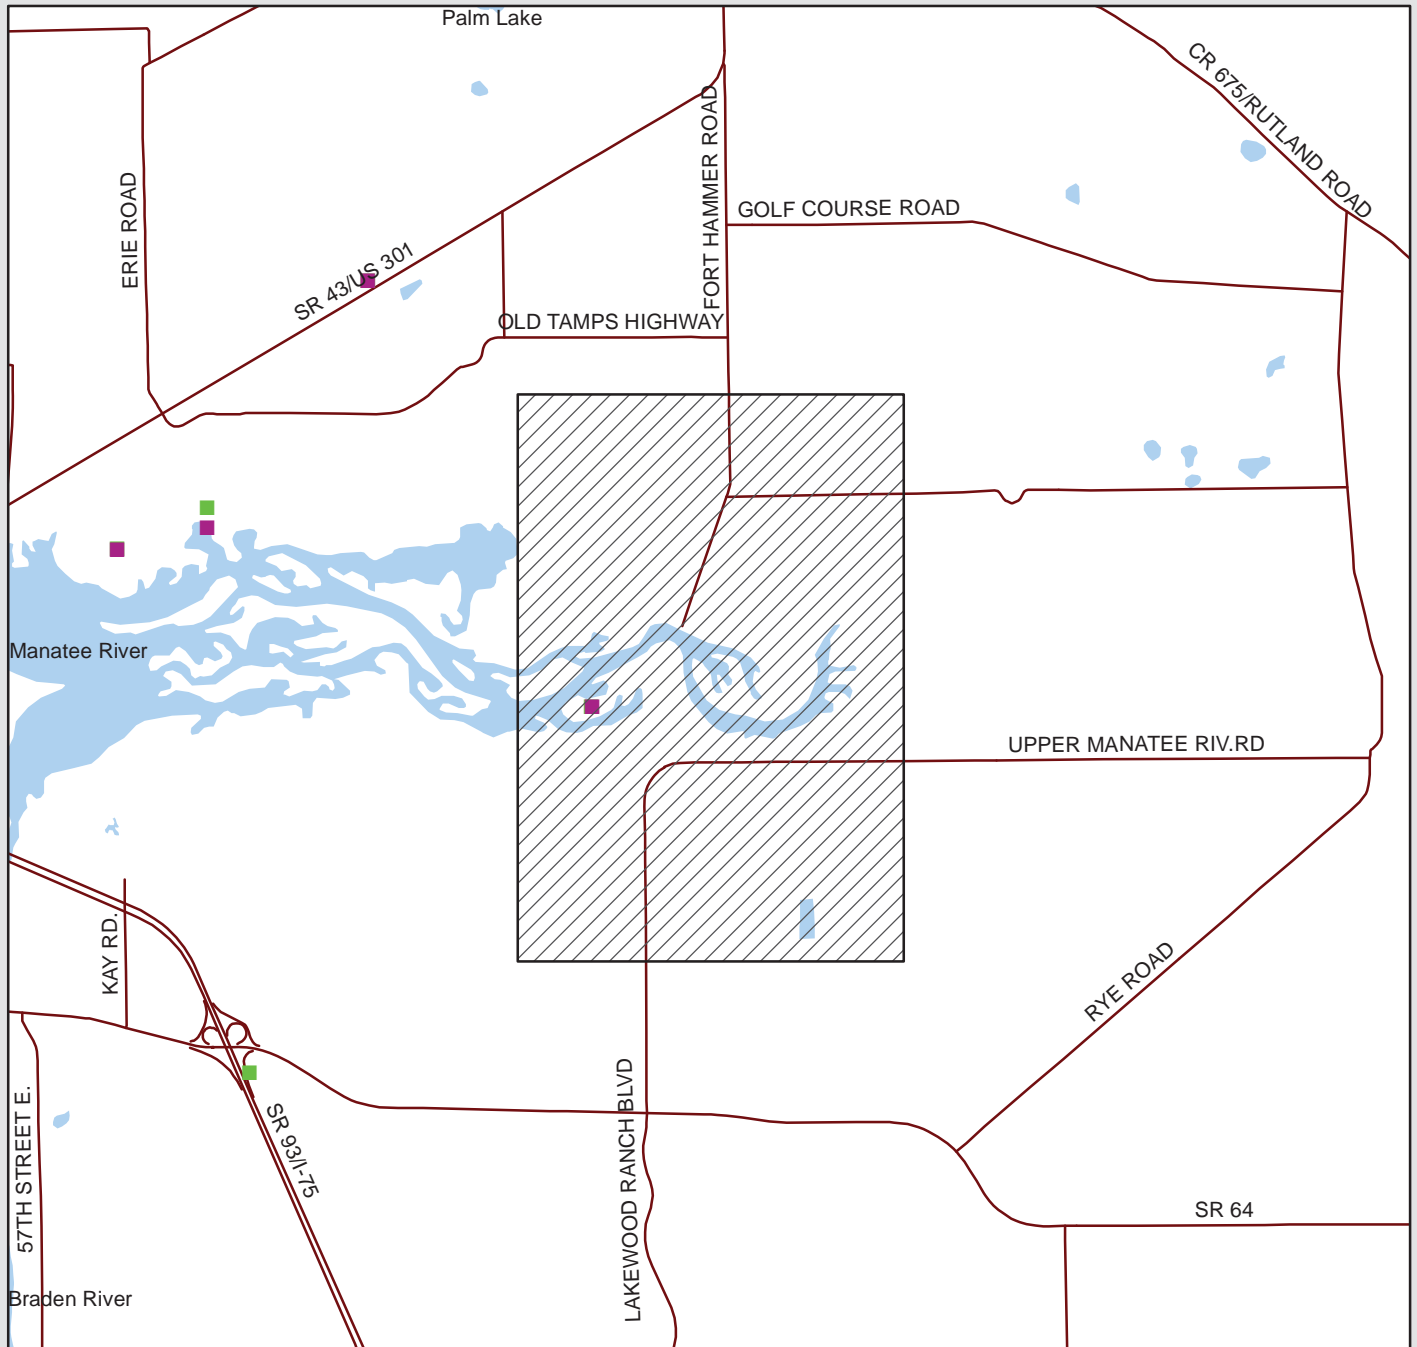 Palm Lake
CR 675/RUTLAND ROAD
FORT HAMMER ROAD
ERIE ROAD
GOLF COURSE ROAD
SR 43/US 301
OLD TAMPS HIGHWAY
Manatee River
UPPER MANATEE RIV.RD
KAY RD.
RYE ROAD
57TH STREET E.
SR 93/I-75
LAKEWOOD RANCH BLVD
SR 64
Braden River